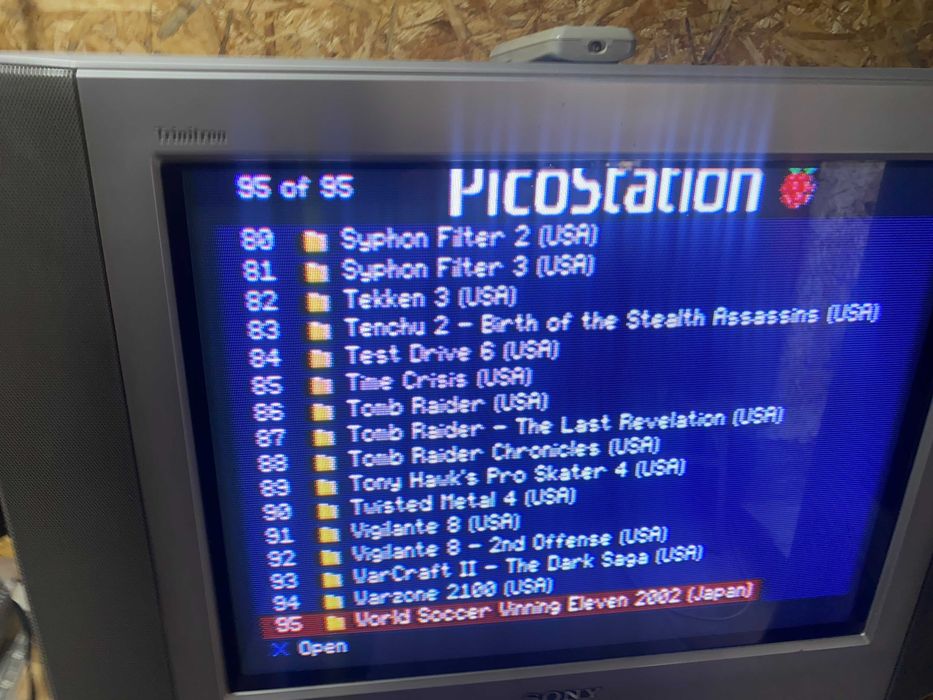 Trinitron
95 of 95 PicoStation
80 Syphon Filter 2 (USA)
81 Syphon Filter 3 (USA)
82 Tekken 3 (USA)
83 Tenchu 2 - Birth of the Stealth Assassins (USA)
84 Test Drive 6 (USA)
85 Time Crisis (USA)
86 Tomb Raider (USA)
87 Tomb Raider - The Last Revelation (USA)
88 Tomb Raider Chronicles (USA)
89 Tony Hawk's Pro Skater 4 (USA)
90 Twisted Metal 4 (USA)
91 Vigilante 8 (USA)
92 Vigilante 8 - 2nd Offense (USA)
93 WarCraft II - The Dark Saga (USA)
94 Warzone 2100 (USA)
95 World Soccer Winning Eleven 2002 (Japan)
X Open
SONY